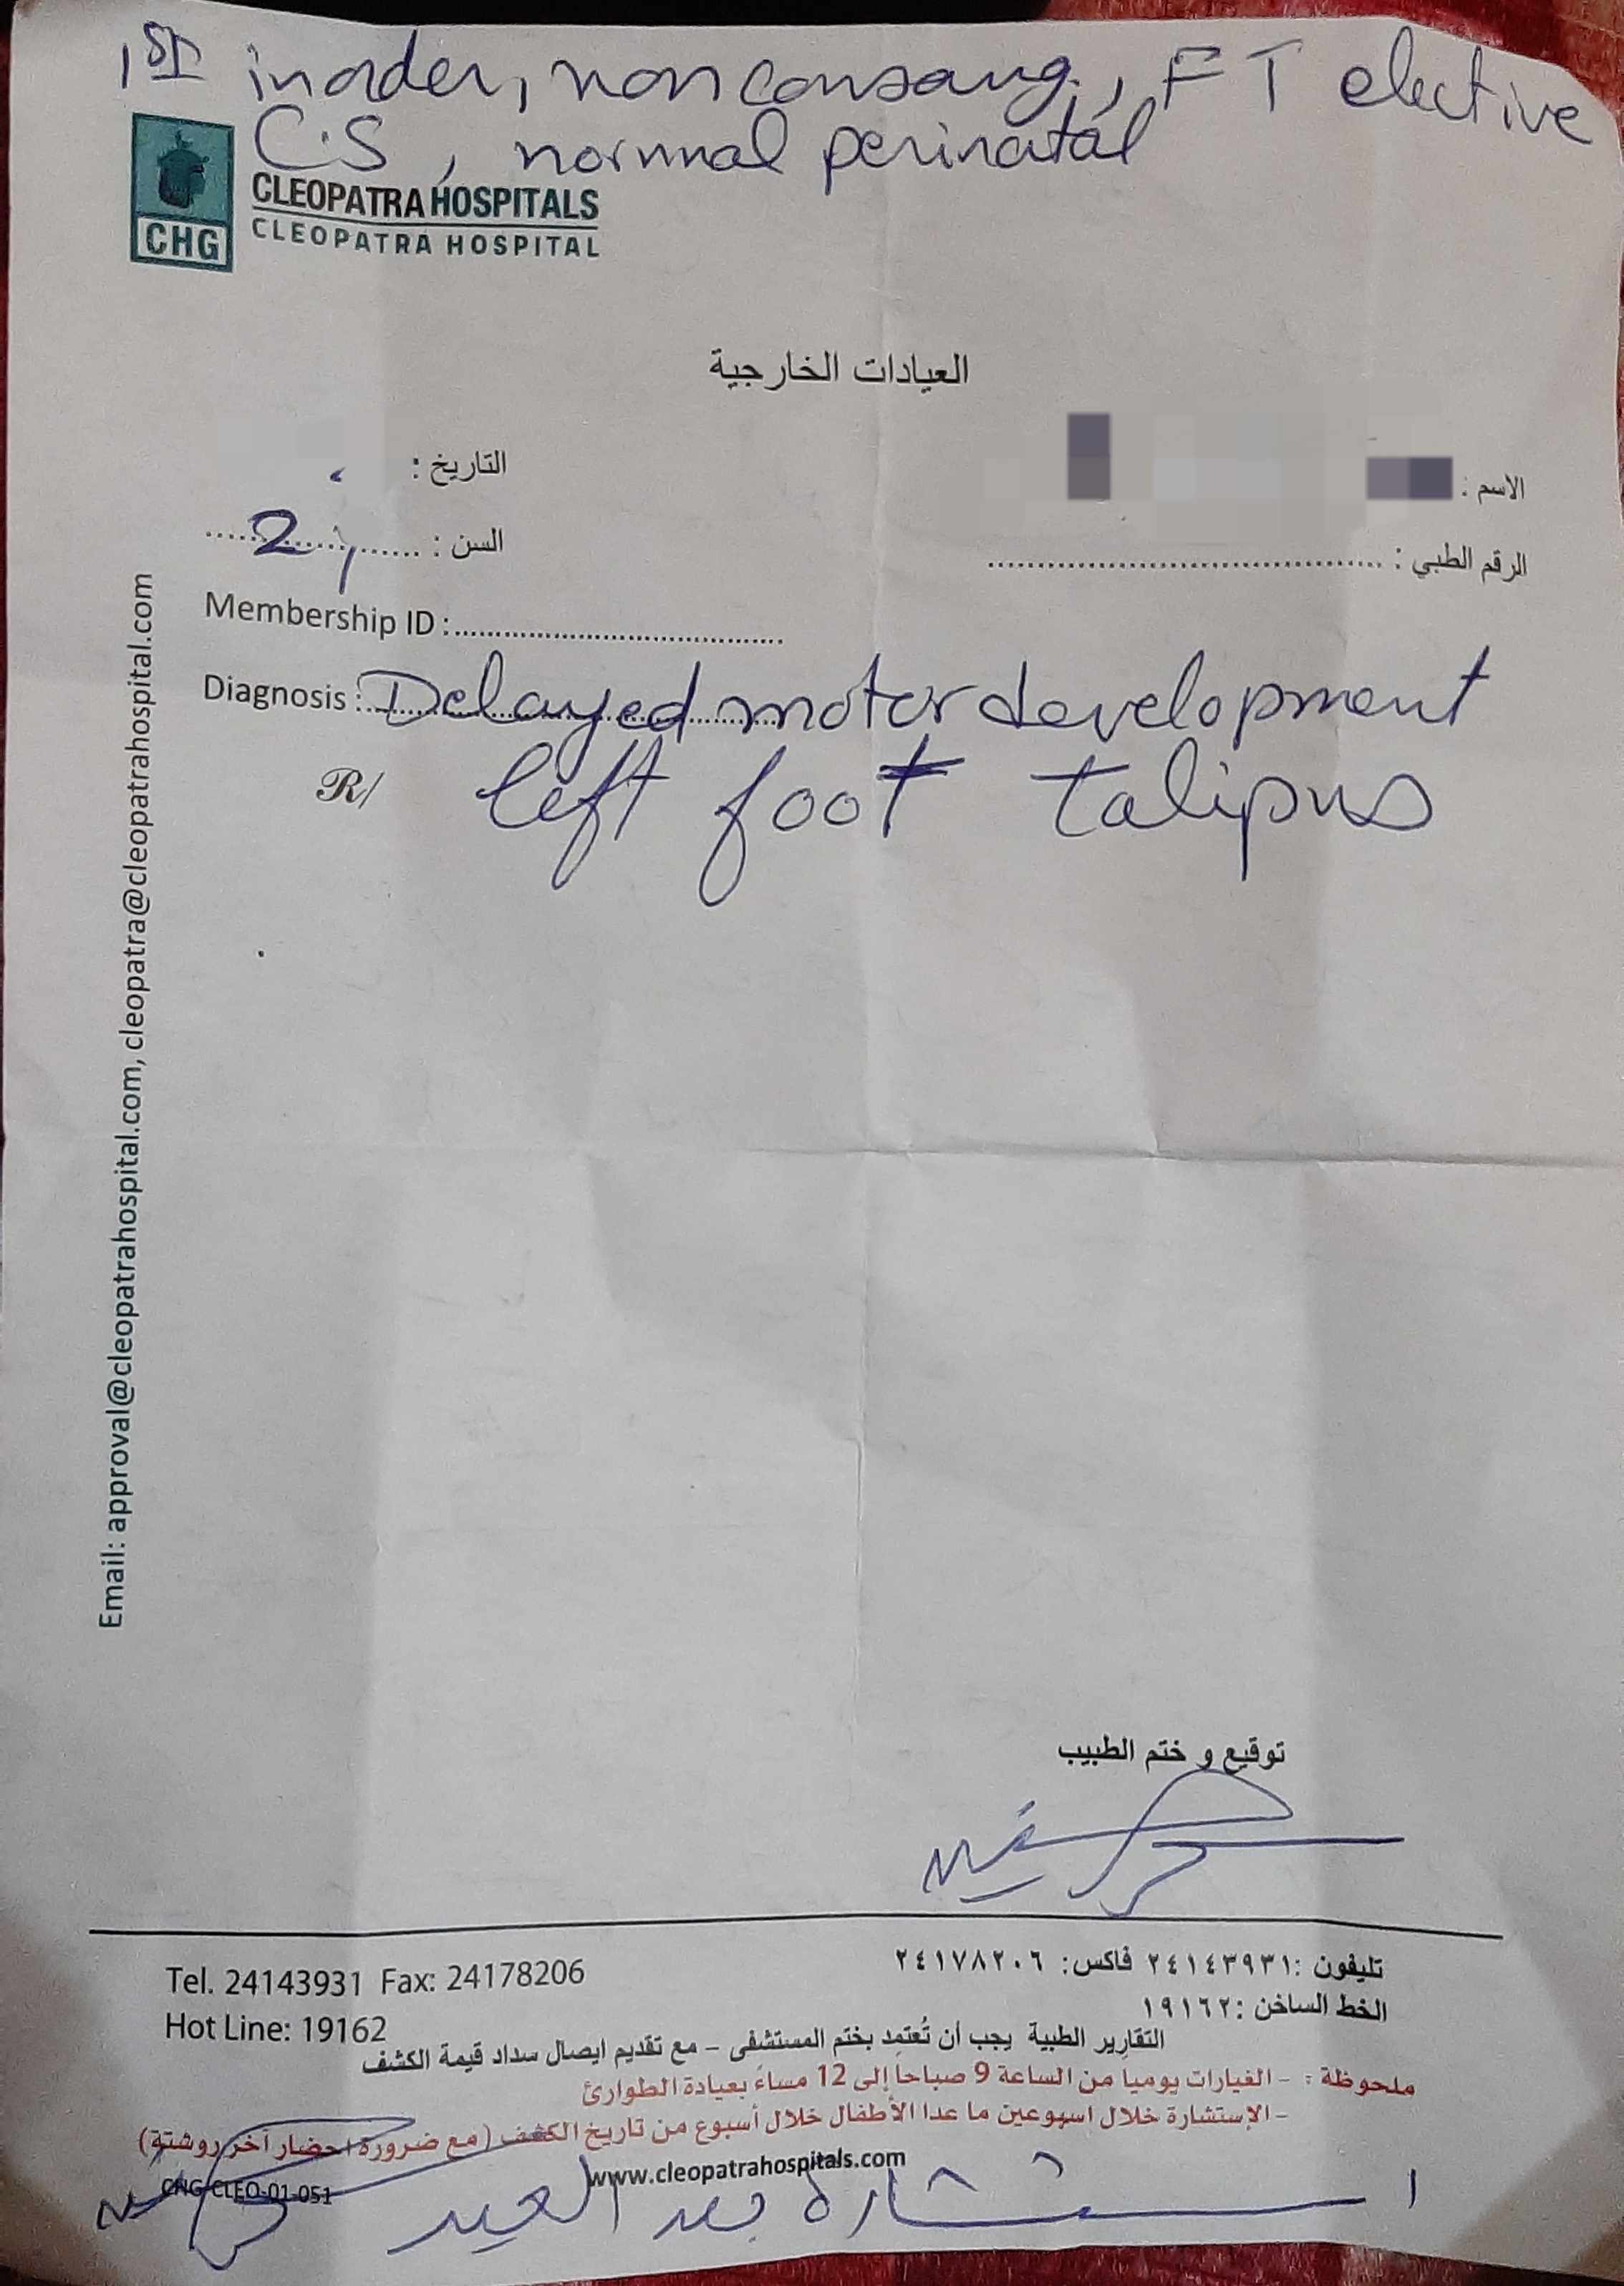 1st inorder, non consang., FT elective
C.S, normal perinatal
CHG
CLEOPATRA HOSPITALS
CLEOPATRA HOSPITAL
العيادات الخارجية
الاسم :
التاريخ :
الرقم الطبي :
السن : 2 y
Membership ID :
Diagnosis : Delayed motor development
R/ left foot talipus
Email: approval@cleopatrahospital.com, cleopatra@cleopatrahospital.com
توقيع و ختم الطبيب
Tel. 24143931 Fax: 24178206
تليفون :٢٤١٤٣٩٣١ فاكس: ٢٤١٧٨٢٠٦
Hot Line: 19162
الخط الساخن :١٩١٦٢
التقارير الطبية يجب أن تُعتمد بختم المستشفى – مع تقديم ايصال سداد قيمة الكشف
ملحوظة : - الغيارات يوميا من الساعة 9 صباحا إلى 12 مساءً بعيادة الطوارئ
- الإستشارة خلال اسبوعين ما عدا الأطفال خلال أسبوع من تاريخ الكشف (مع ضرورة احضار آخر روشتة)
www.cleopatrahospitals.com
CHG-CLEO-01-051
استشارة بعد العيد